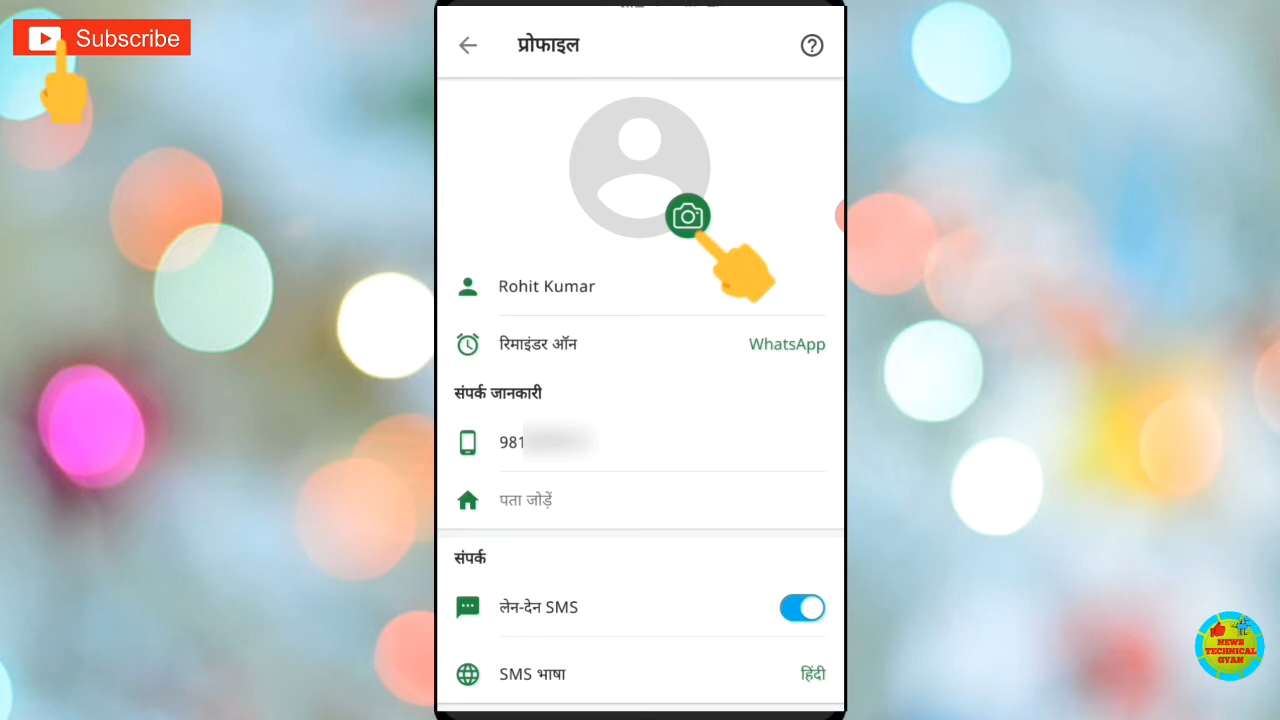 Subscribe
प्रोफाइल
Rohit Kumar
रिमाइंडर ऑन WhatsApp
संपर्क जानकारी
981
पता जोड़ें
संपर्क
लेन-देन SMS
SMS भाषा हिंदी
NEWS
TECHNICAL
GYAN